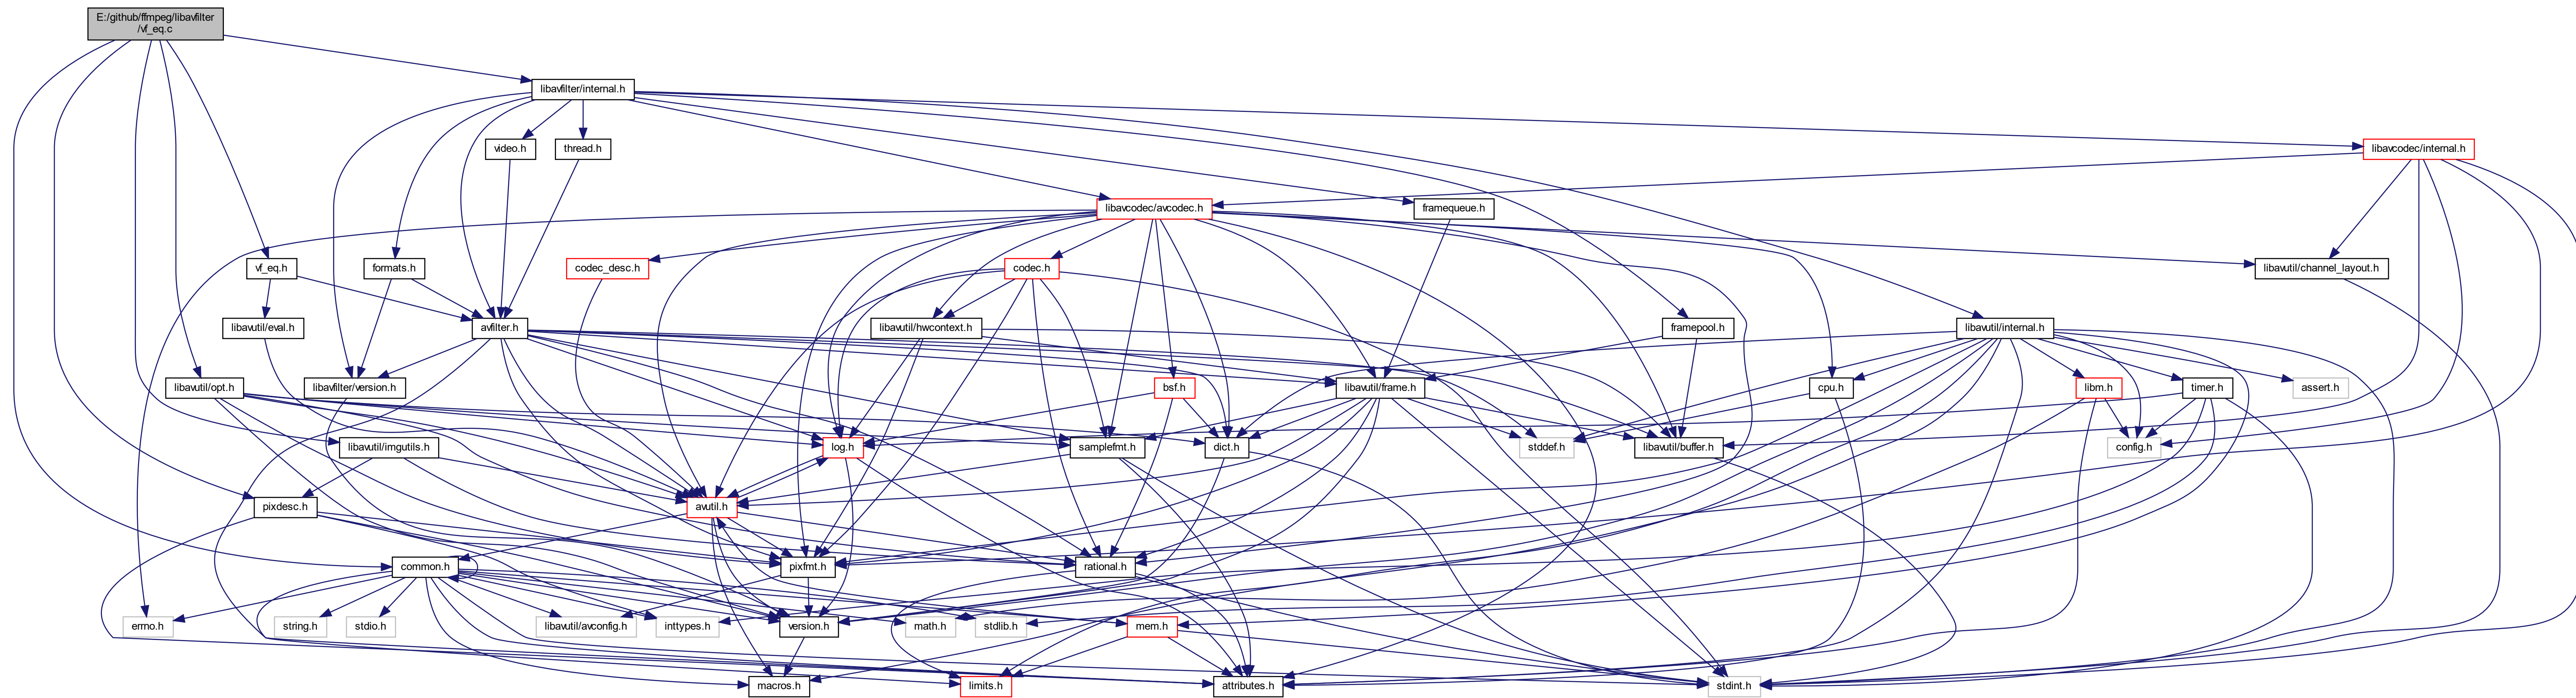 E:/github/ffmpeg/libavfilter
/vf_eq.c
libavfilter/internal.h
video.h
thread.h
libavcodec/internal.h
libavcodec/avcodec.h
framequeue.h
vf_eq.h
formats.h
codec_desc.h
codec.h
libavutil/channel_layout.h
libavutil/eval.h
avfilter.h
libavutil/hwcontext.h
framepool.h
libavutil/internal.h
libavutil/opt.h
libavfilter/version.h
bsf.h
libavutil/frame.h
cpu.h
libm.h
timer.h
assert.h
libavutil/imgutils.h
log.h
samplefmt.h
dict.h
stddef.h
libavutil/buffer.h
config.h
pixdesc.h
avutil.h
common.h
pixfmt.h
rational.h
errno.h
string.h
stdio.h
libavutil/avconfig.h
inttypes.h
version.h
math.h
stdlib.h
mem.h
macros.h
limits.h
attributes.h
stdint.h